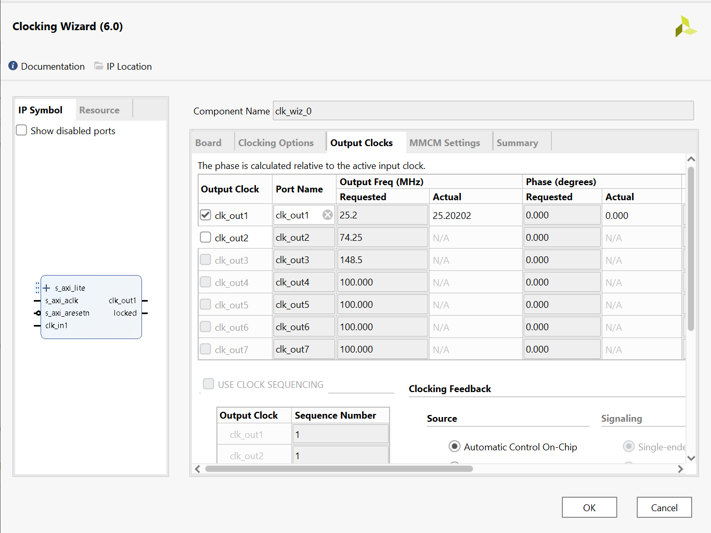 Clocking Wizard (6.0)
Documentation IP Location
IP Symbol Resource
Show disabled ports
s_axi_lite
s_axi_aclk clk_out1
s_axi_aresetn locked
clk_in1
Component Name clk_wiz_0
Board Clocking Options Output Clocks MMCM Settings Summary
The phase is calculated relative to the active input clock.
Output Clock Port Name Output Freq (MHz) Phase (degrees)
Requested Actual Requested Actual
clk_out1 clk_out1 25.2 25.20202 0.000 0.000
clk_out2 clk_out2 74.25 N/A 0.000 N/A
clk_out3 clk_out3 148.5 N/A 0.000 N/A
clk_out4 clk_out4 100.000 N/A 0.000 N/A
clk_out5 clk_out5 100.000 N/A 0.000 N/A
clk_out6 clk_out6 100.000 N/A 0.000 N/A
clk_out7 clk_out7 100.000 N/A 0.000 N/A
USE CLOCK SEQUENCING
Output Clock Sequence Number
clk_out1 1
clk_out2 1
Clocking Feedback
Source Signaling
Automatic Control On-Chip Single-ende
OK Cancel